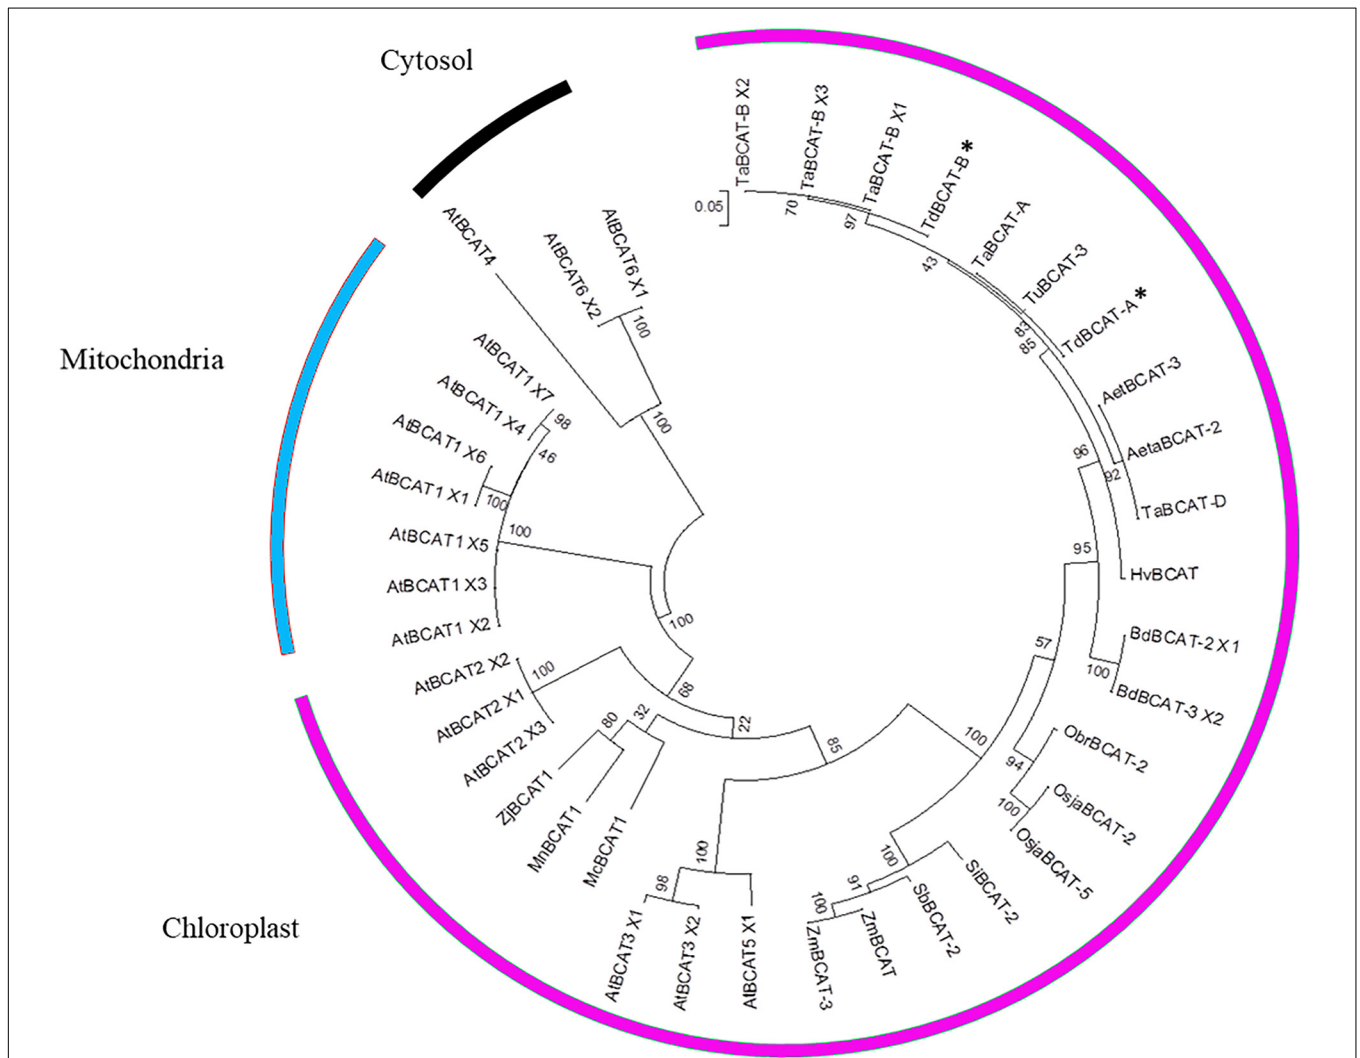 Cytosol
Mitochondria
Chloroplast
0.05
TaBCAT-B X2
TaBCAT-B X3
TaBCAT-B X1
TdBCAT-B*
TaBCAT-A
TuBCAT-3
TdBCAT-A*
AetBCAT-3
AetaBCAT-2
TaBCAT-D
HvBCAT
BdBCAT-2 X1
BdBCAT-3 X2
ObrBCAT-2
OsjaBCAT-2
OsjaBCAT-5
SiBCAT-2
SbBCAT-2
ZmBCAT
ZmBCAT-3
AtBCAT5 X1
AtBCAT3 X2
AtBCAT3 X1
McBCAT1
MnBCAT1
ZjBCAT1
AtBCAT2 X3
AtBCAT2 X1
AtBCAT2 X2
AtBCAT1 X2
AtBCAT1 X3
AtBCAT1 X5
AtBCAT1 X1
AtBCAT1 X6
AtBCAT1 X4
AtBCAT1 X7
AtBCAT4
AtBCAT6 X2
AtBCAT6 X1
70
97
43
83
85
96
92
95
100
57
94
100
100
100
91
100
85
100
98
22
32
80
68
100
100
100
100
46
98
100
100